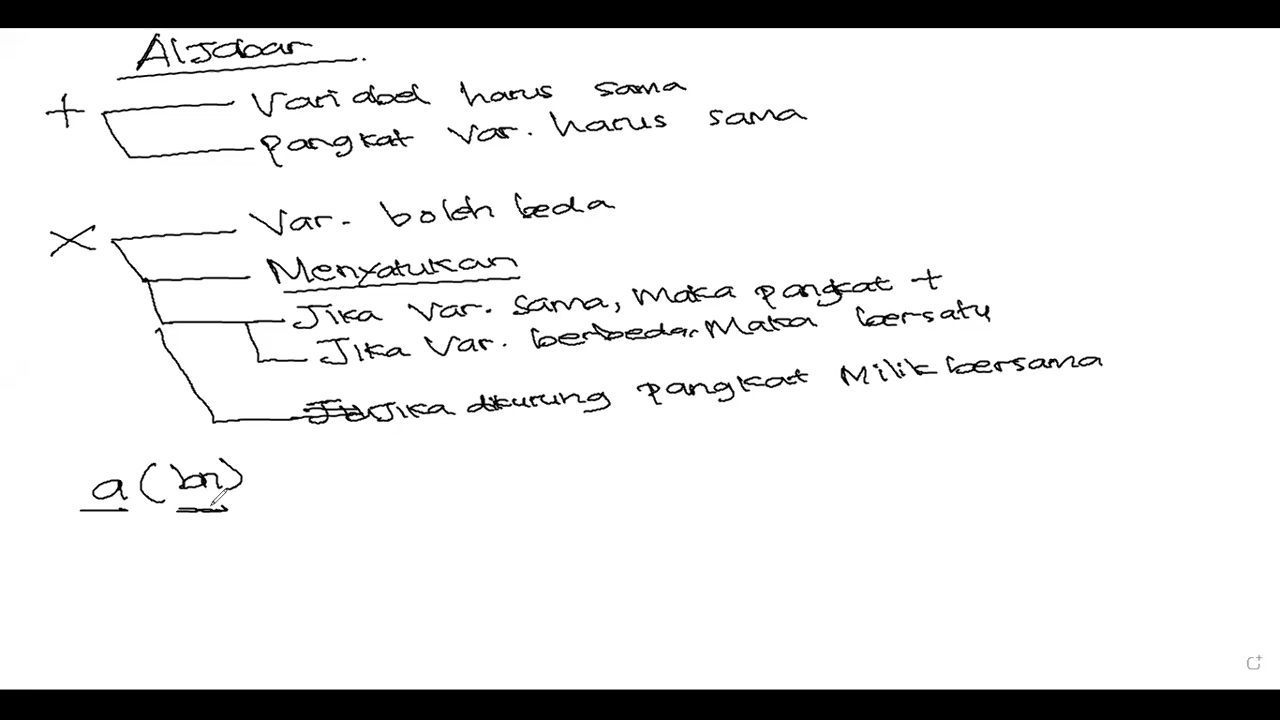 Aljabar.
+ Variabel harus sama
pangkat var. harus sama
× Var. boleh beda
Menyatukan
Jika Var. sama, Maka pangkat +
Jika Var. berbeda. Maka bersatu
Jika dikurung pangkat Milik bersama
a (bn)